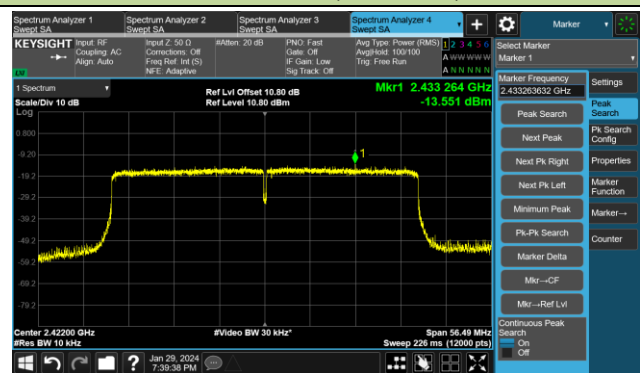 Spectrum Analyzer 1
Swept SA
Spectrum Analyzer 2
Swept SA
Spectrum Analyzer 3
Swept SA
Spectrum Analyzer 4
Swept SA
Marker
KEYSIGHT
Input: RF
Coupling: AC
Align: Auto
Input Z: 50 Ω
Corrections: Off
Freq Ref: Int (S)
NFE: Adaptive
#Atten: 20 dB
PNO: Fast
Gate: Off
IF Gain: Low
Sig Track: Off
Avg Type: Power (RMS)
Avg|Hold: 100/100
Trig: Free Run
1 2 3 4 5 6
A W W W W W
A N N N N N
LVI
Select Marker
Marker 1
Marker Frequency
2.433263632 GHz
Settings
Peak Search
Next Peak
Next Pk Right
Next Pk Left
Minimum Peak
Pk-Pk Search
Marker Delta
Mkr→CF
Mkr→Ref Lvl
Continuous Peak
Search
On
Off
Peak
Search
Pk Search
Config
Properties
Marker
Function
Marker→
Counter
1 Spectrum
Scale/Div 10 dB
Log
Ref Lvl Offset 10.80 dB
Ref Level 10.80 dBm
Mkr1 2.433 264 GHz
-13.551 dBm
1
0.800
-9.20
-19.2
-29.2
-39.2
-49.2
-59.2
-69.2
-79.2
Center 2.42200 GHz
#Res BW 10 kHz
#Video BW 30 kHz*
Span 56.49 MHz
Sweep 226 ms (12000 pts)
?
Jan 29, 2024
7:39:38 PM